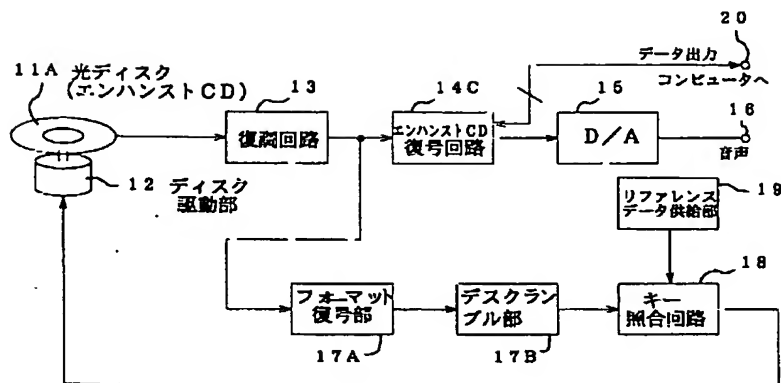 ２０
データ出力
コンピュータへ
１１Ａ 光ディスク
(エンハンストＣＤ)
１３
復調回路
１４Ｃ
エンハンストＣＤ
復号回路
１５
Ｄ／Ａ
１６
音声
１２ ディスク
駆動部
リファレンス
データ供給部
１９
フォーマット
復号部
１７Ａ
デスクラン
ブル部
１７Ｂ
キー
照合回路
１８